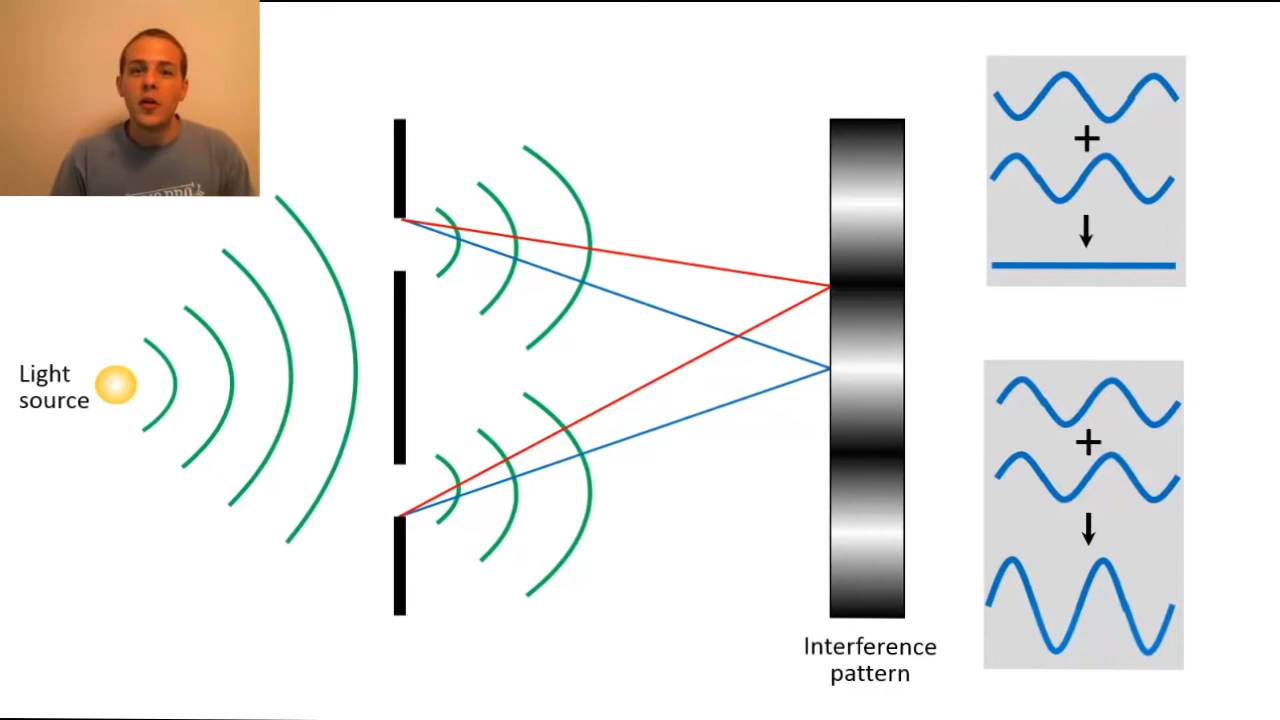 Light
source
+
+
Interference
pattern